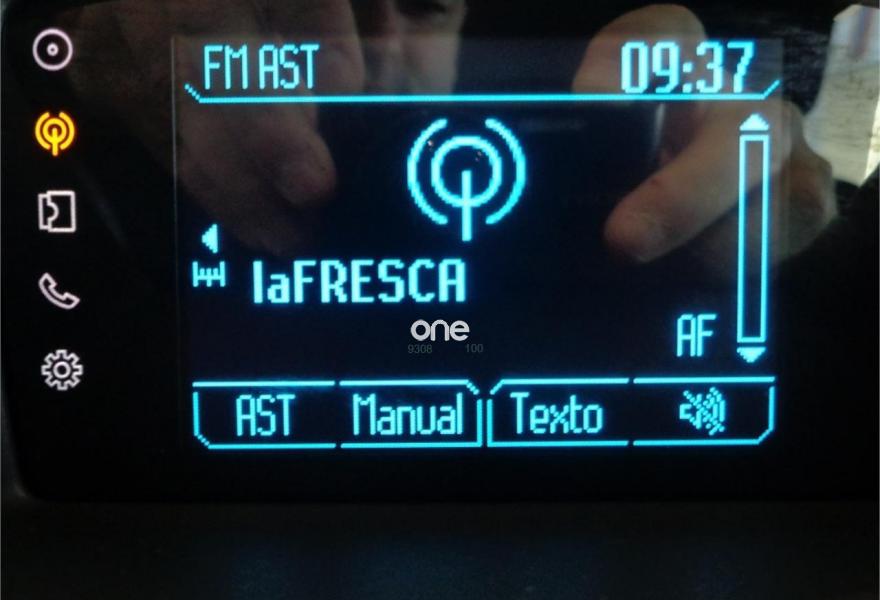 FM AST 09:37
laFRESCA
one
9308 100
AF
AST Manual Texto